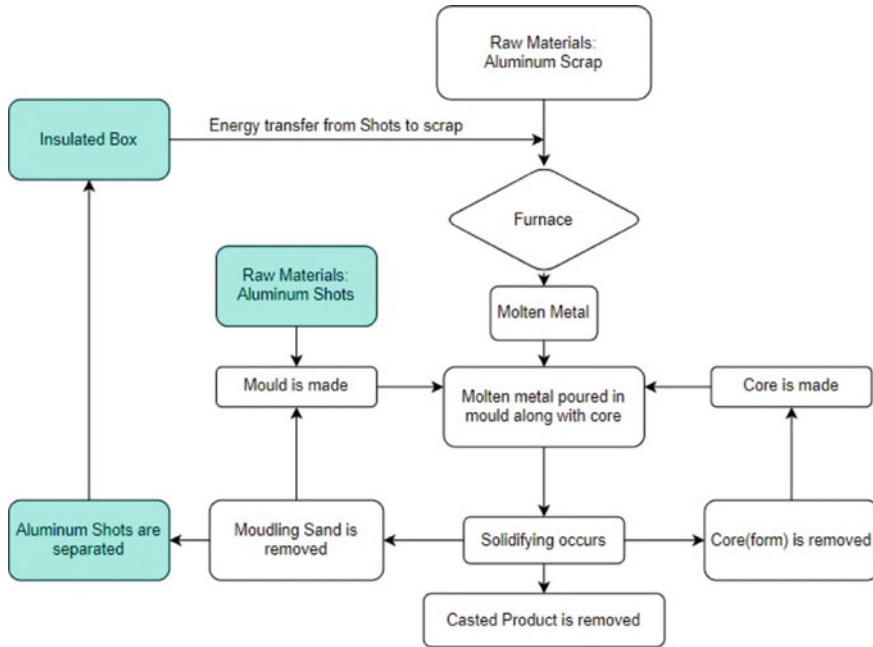 Raw Materials:
Aluminum Scrap
Insulated Box
Energy transfer from Shots to scrap
Furnace
Raw Materials:
Aluminum Shots
Molten Metal
Mould is made
Molten metal poured in
mould along with core
Core is made
Aluminum Shots are
separated
Moudling Sand is
removed
Solidifying occurs
Core(form) is removed
Casted Product is removed